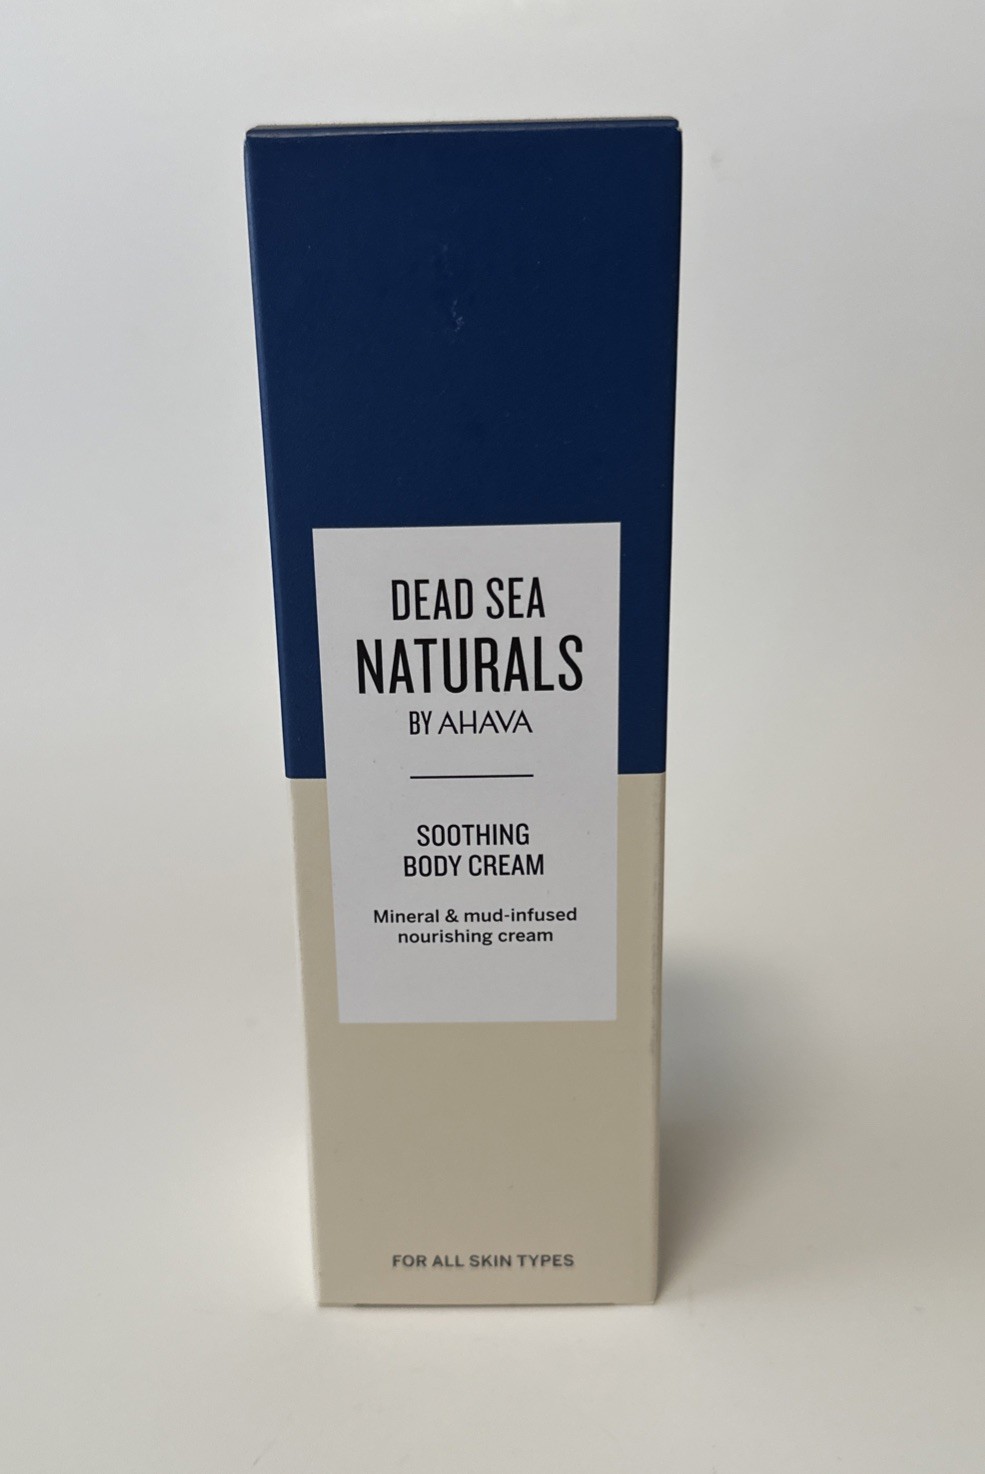 DEAD SEA
NATURALS
BY AHAVA
SOOTHING
BODY CREAM
Mineral & mud-infused
nourishing cream
FOR ALL SKIN TYPES